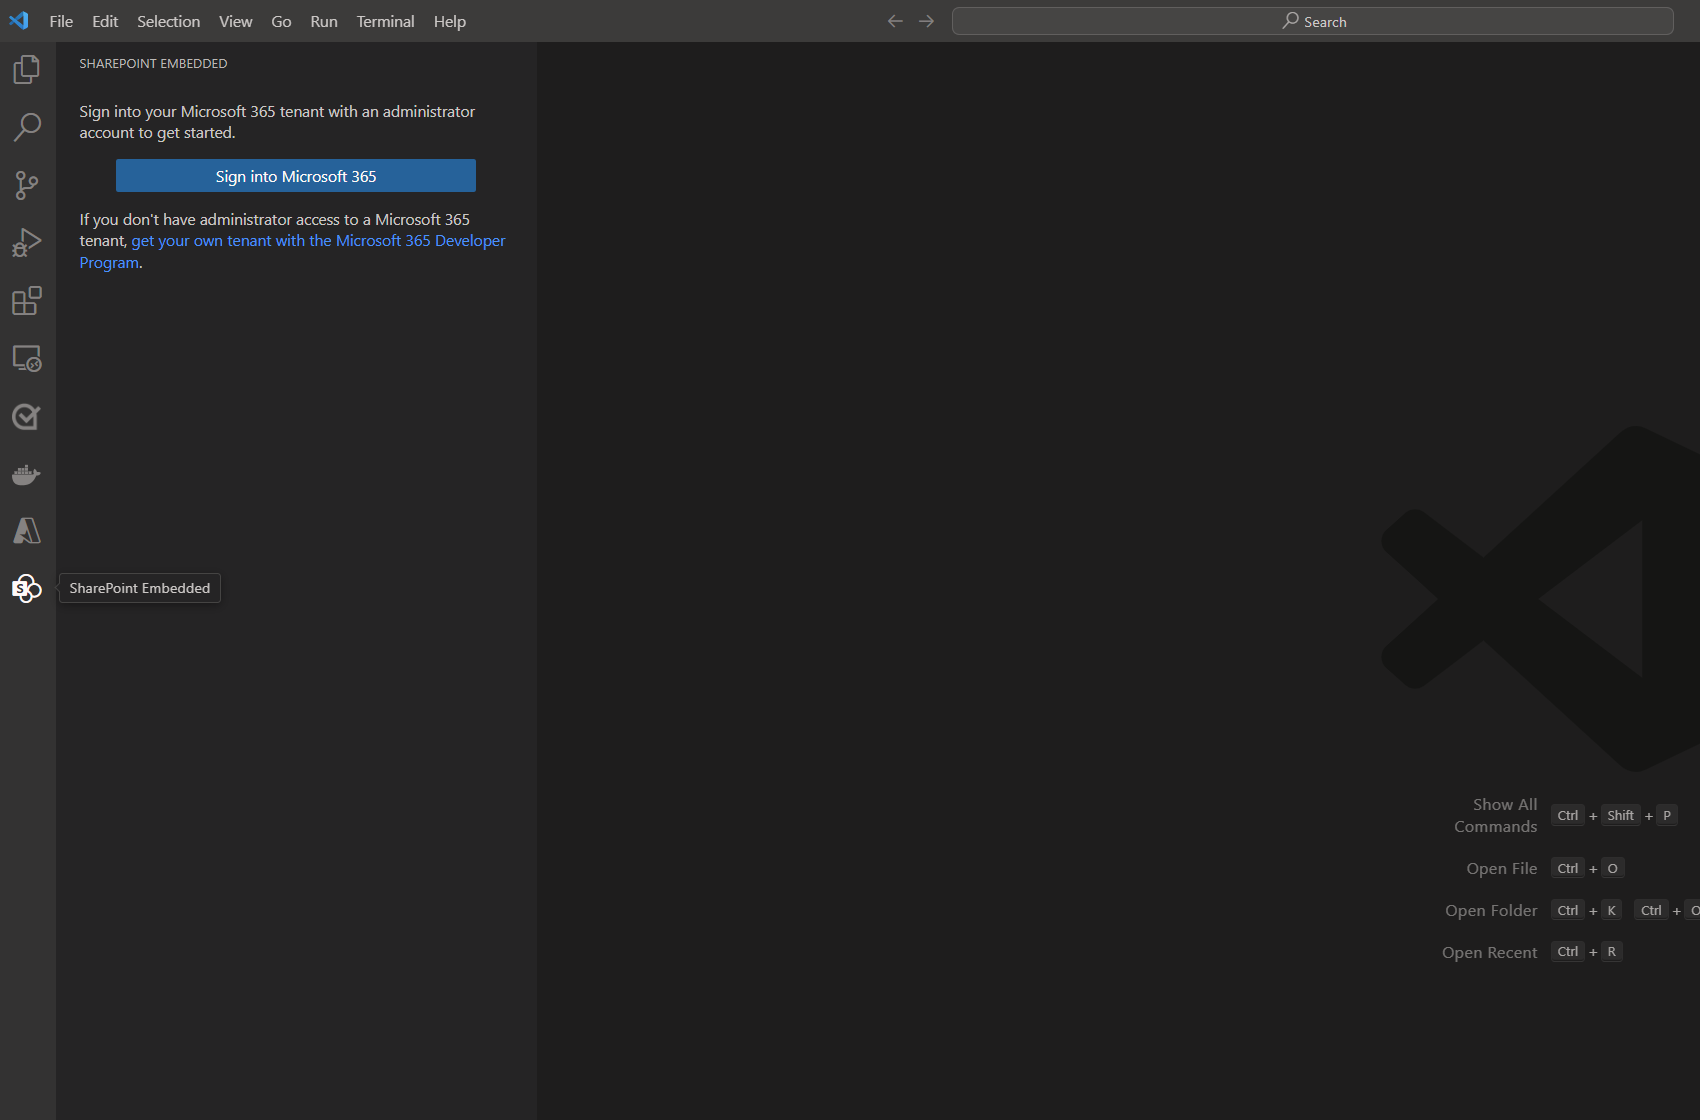 File Edit Selection View Go Run Terminal Help
Search
SHAREPOINT EMBEDDED
Sign into your Microsoft 365 tenant with an administrator
account to get started.
Sign into Microsoft 365
If you don't have administrator access to a Microsoft 365
tenant, get your own tenant with the Microsoft 365 Developer
Program.
S
SharePoint Embedded
Show All
Commands
Ctrl + Shift + P
Open File Ctrl + O
Open Folder Ctrl + K Ctrl + O
Open Recent Ctrl + R